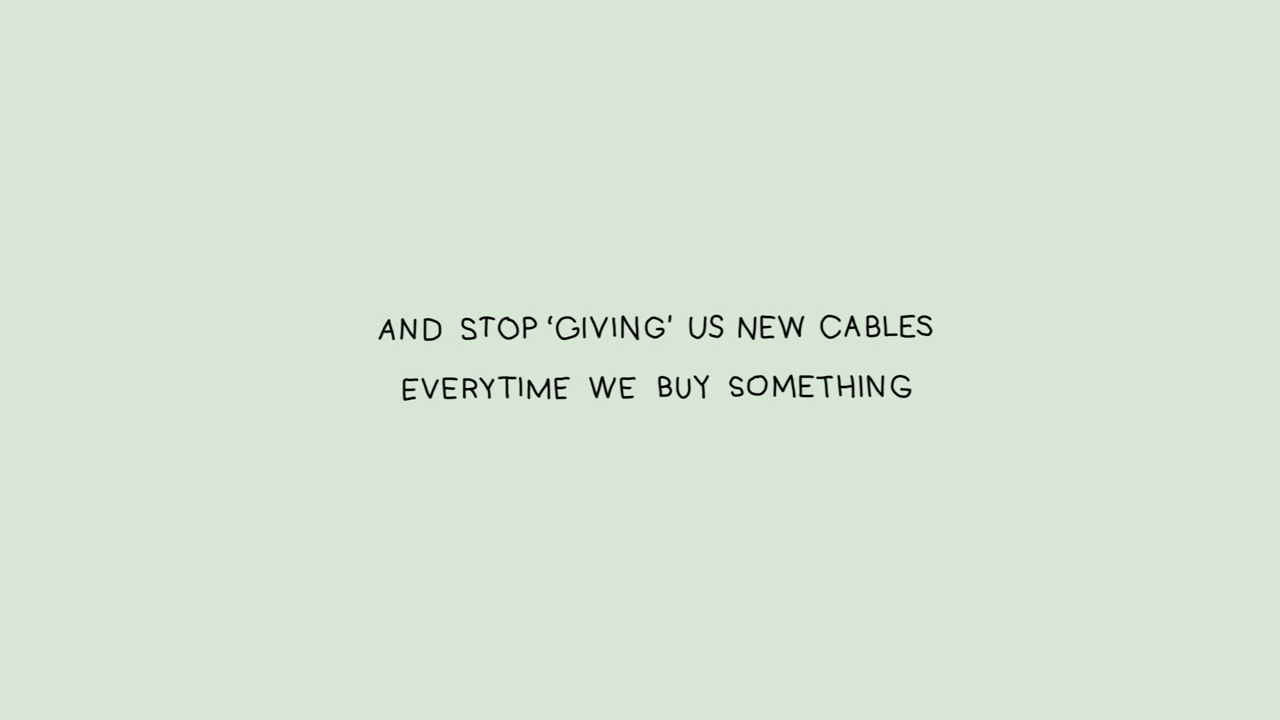 AND STOP ‘GIVING’ US NEW CABLES
EVERYTIME WE BUY SOMETHING